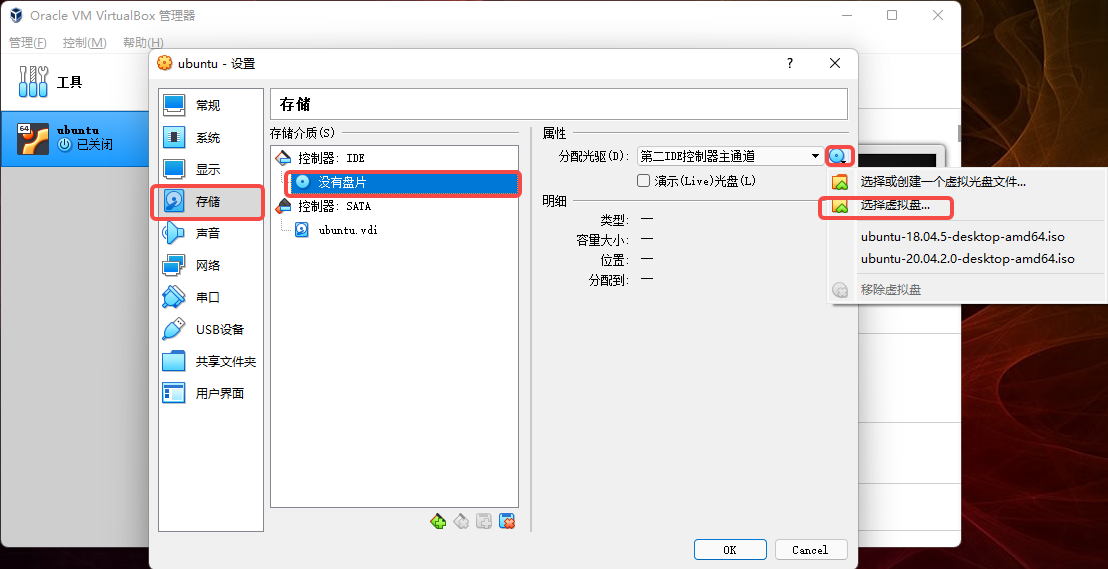 Oracle VM VirtualBox 管理器
管理(F) 控制(M) 帮助(H)
工具
64
ubuntu
已关闭
ubuntu - 设置
?
常规
系统
显示
存储
声音
网络
串口
USB设备
共享文件夹
用户界面
存储
存储介质(S)
控制器: IDE
没有盘片
控制器: SATA
ubuntu.vdi
属性
分配光驱(D): 第二IDE控制器主通道
演示(Live)光盘(L)
明细
类型: —
容量大小: —
位置: —
分配到: —
选择或创建一个虚拟光盘文件...
选择虚拟盘...
ubuntu-18.04.5-desktop-amd64.iso
ubuntu-20.04.2.0-desktop-amd64.iso
移除虚拟盘
OK Cancel